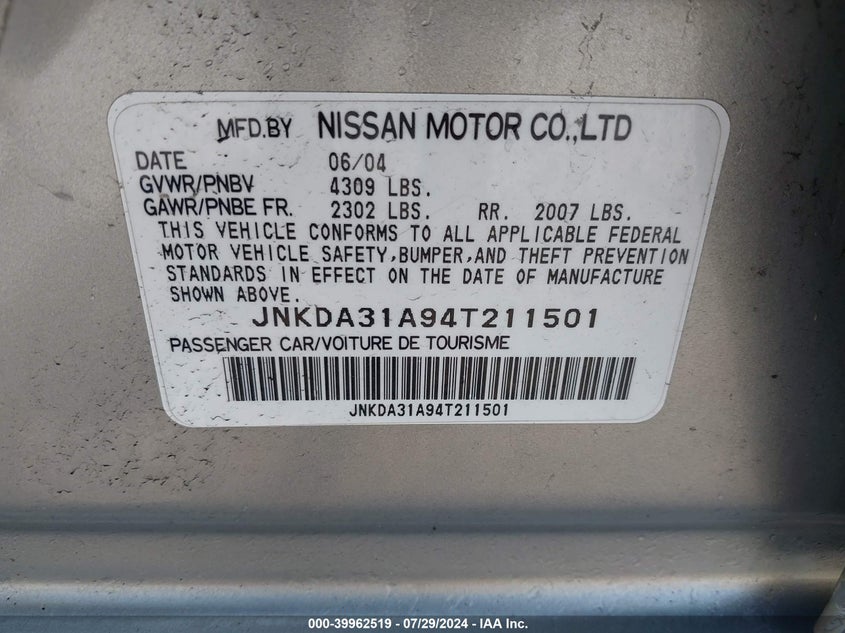 MFD.BY NISSAN MOTOR CO.,LTD
DATE 06/04
GVWR/PNBV 4309 LBS.
GAWR/PNBE FR. 2302 LBS. RR. 2007 LBS.
THIS VEHICLE CONFORMS TO ALL APPLICABLE FEDERAL
MOTOR VEHICLE SAFETY,BUMPER,AND THEFT PREVENTION
STANDARDS IN EFFECT ON THE DATE OF MANUFACTURE
SHOWN ABOVE.
JNKDA31A94T211501
PASSENGER CAR/VOITURE DE TOURISME
JNKDA31A94T211501
000-39962519 - 07/29/2024 - IAA Inc.